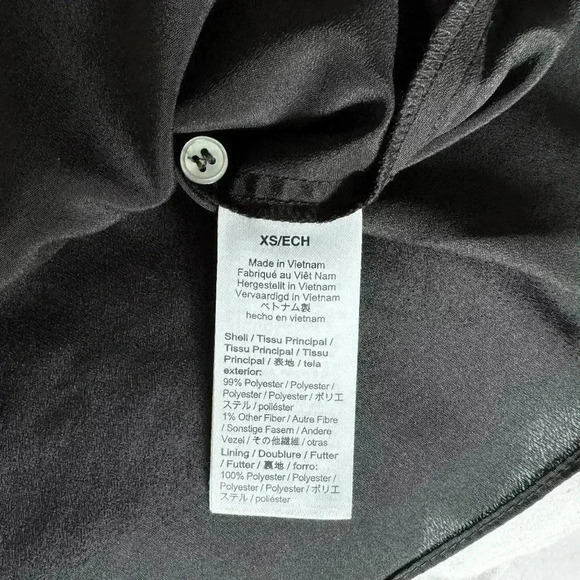 XS/ECH
Made in Vietnam
Fabriqué au Viêt Nam
Hergestellt in Vietnam
Vervaardigd in Vietnam
ベトナム製
hecho en vietnam
Shell / Tissu Principal /
Tissu Principal / Tissu
Principal / 表地 / tela
exterior:
99% Polyester / Polyester /
Polyester / Polyester / ポリエ
ステル / poliéster
1% Other Fiber / Autre Fibre
/ Sonstige Fasern / Andere
Vezel / その他繊維 / otras
Lining / Doublure / Futter
/ Futter / 裏地 / forro:
100% Polyester / Polyester /
Polyester / Polyester / ポリエ
ステル / poliéster